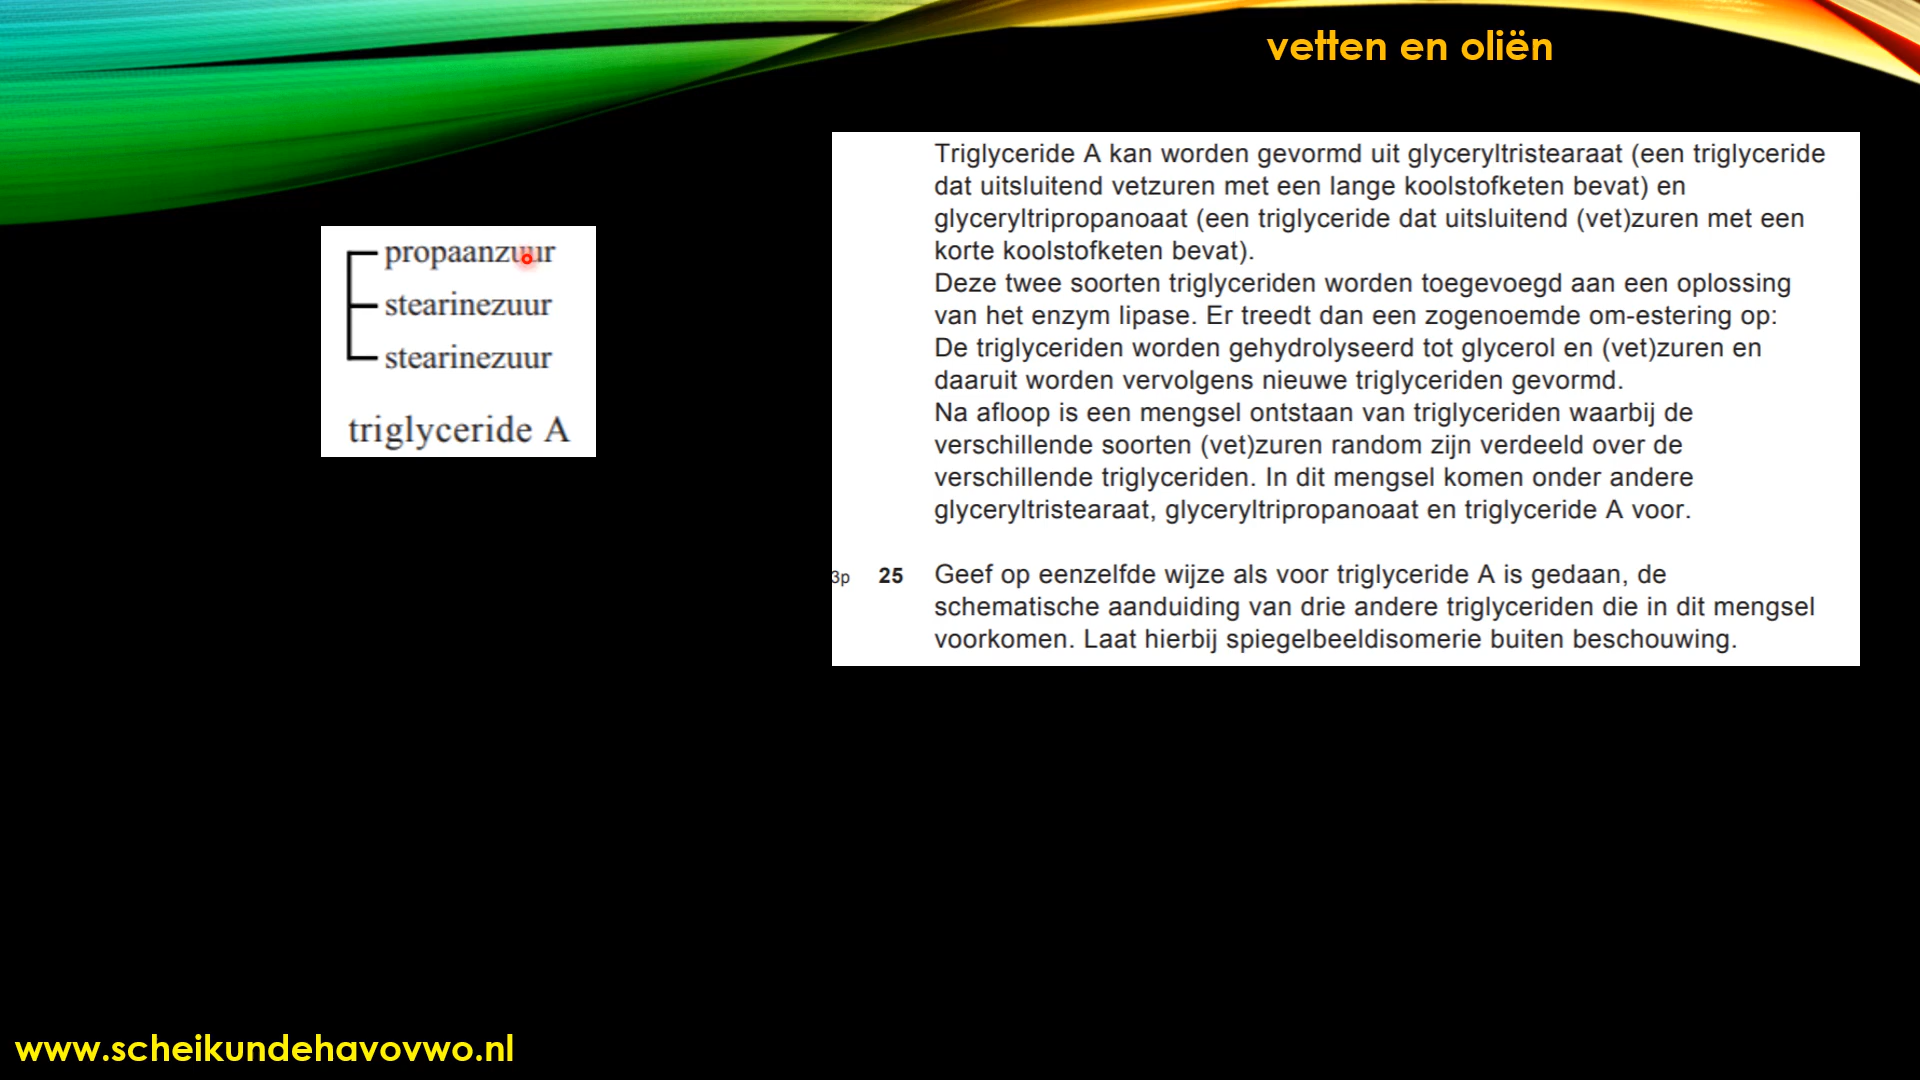 vetten en oliën
propaanzuur
stearinezuur
stearinezuur
triglyceride A
Triglyceride A kan worden gevormd uit glyceryltristearaat (een triglyceride
dat uitsluitend vetzuren met een lange koolstofketen bevat) en
glyceryltripropanoaat (een triglyceride dat uitsluitend (vet)zuren met een
korte koolstofketen bevat).
Deze twee soorten triglyceriden worden toegevoegd aan een oplossing
van het enzym lipase. Er treedt dan een zogenoemde om-estering op:
De triglyceriden worden gehydrolyseerd tot glycerol en (vet)zuren en
daaruit worden vervolgens nieuwe triglyceriden gevormd.
Na afloop is een mengsel ontstaan van triglyceriden waarbij de
verschillende soorten (vet)zuren random zijn verdeeld over de
verschillende triglyceriden. In dit mengsel komen onder andere
glyceryltristearaat, glyceryltripropanoaat en triglyceride A voor.
3p 25 Geef op eenzelfde wijze als voor triglyceride A is gedaan, de
schematische aanduiding van drie andere triglyceriden die in dit mengsel
voorkomen. Laat hierbij spiegelbeeldisomerie buiten beschouwing.
www.scheikundehavovwo.nl